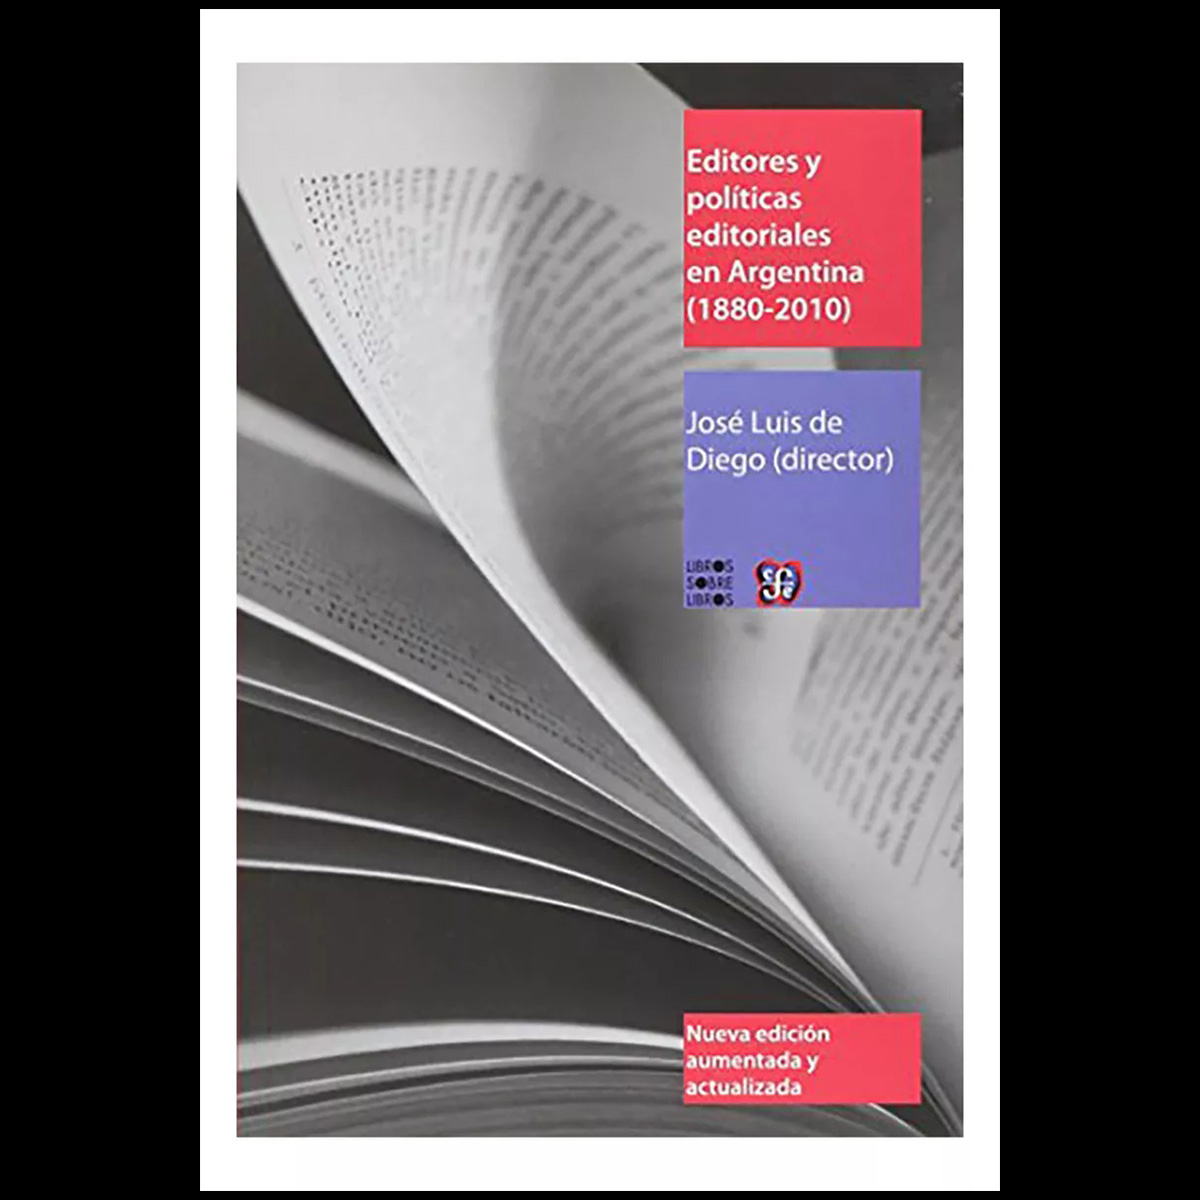 Editores y
políticas
editoriales
en Argentina
(1880-2010)
José Luis de
Diego (director)
LIBROS
SOBRE
LIBROS
Nueva edición
aumentada y
actualizada